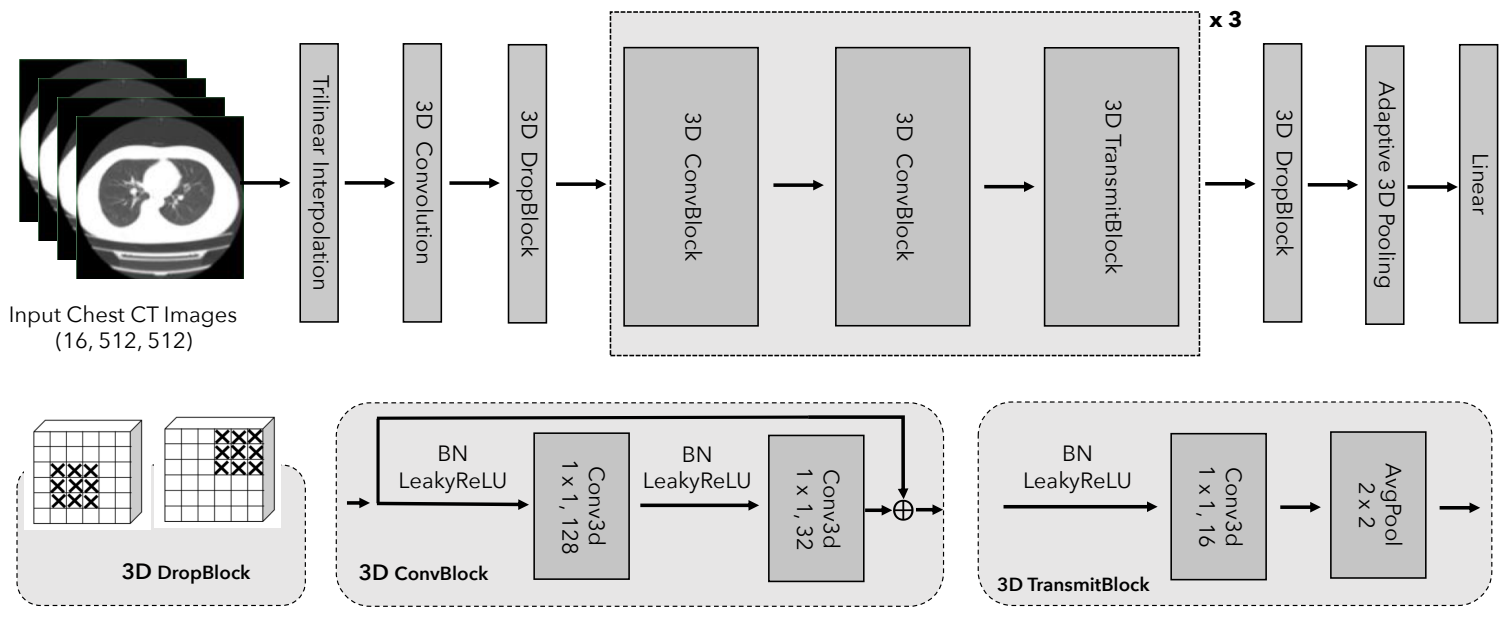 x 3
Input Chest CT Images
(16, 512, 512)
Trilinear Interpolation
3D Convolution
3D DropBlock
3D ConvBlock
3D ConvBlock
3D TransmitBlock
3D DropBlock
Adaptive 3D Pooling
Linear
3D DropBlock
BN
LeakyReLU
Conv3d
1 x 1, 128
BN
LeakyReLU
Conv3d
1 x 1, 32
3D ConvBlock
BN
LeakyReLU
Conv3d
1 x 1, 16
AvgPool
2 x 2
3D TransmitBlock